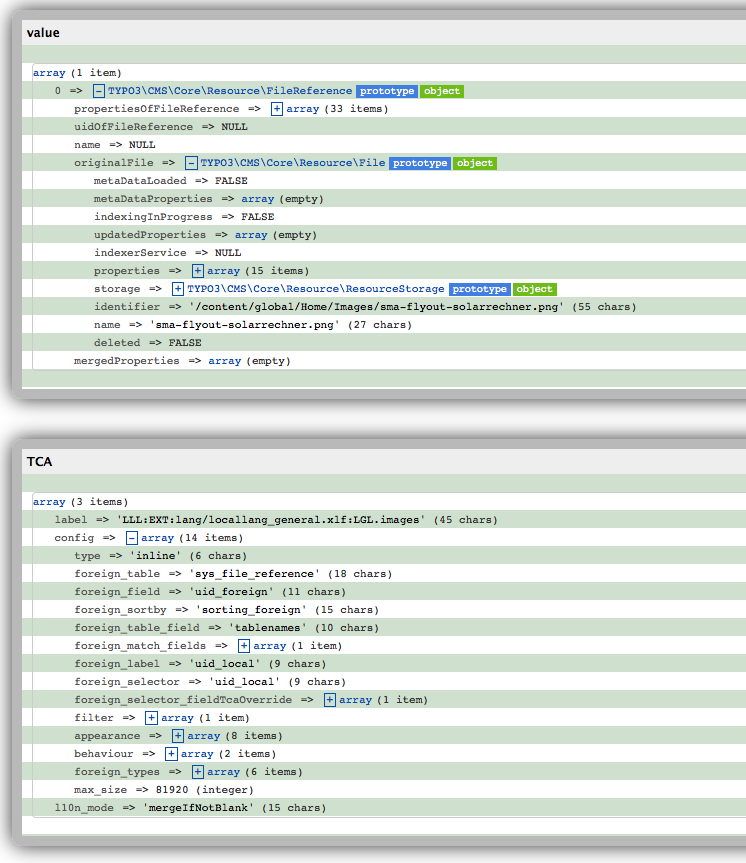 value
array (1 item)
0 => - TYPO3\CMS\Core\Resource\FileReference prototype object
propertiesOfFileReference => + array (33 items)
uidOfFileReference => NULL
name => NULL
originalFile => - TYPO3\CMS\Core\Resource\File prototype object
metaDataLoaded => FALSE
metaDataProperties => array (empty)
indexingInProgress => FALSE
updatedProperties => array (empty)
indexerService => NULL
properties => + array (15 items)
storage => + TYPO3\CMS\Core\Resource\ResourceStorage prototype object
identifier => '/content/global/Home/Images/sma-flyout-solarrechner.png' (55 chars)
name => 'sma-flyout-solarrechner.png' (27 chars)
deleted => FALSE
mergedProperties => array (empty)
TCA
array (3 items)
label => 'LLL:EXT:lang/locallang_general.xlf:LGL.images' (45 chars)
config => - array (14 items)
type => 'inline' (6 chars)
foreign_table => 'sys_file_reference' (18 chars)
foreign_field => 'uid_foreign' (11 chars)
foreign_sortby => 'sorting_foreign' (15 chars)
foreign_table_field => 'tablenames' (10 chars)
foreign_match_fields => + array (1 item)
foreign_label => 'uid_local' (9 chars)
foreign_selector => 'uid_local' (9 chars)
foreign_selector_fieldTcaOverride => + array (1 item)
filter => + array (1 item)
appearance => + array (8 items)
behaviour => + array (2 items)
foreign_types => + array (6 items)
max_size => 81920 (integer)
l10n_mode => 'mergeIfNotBlank' (15 chars)